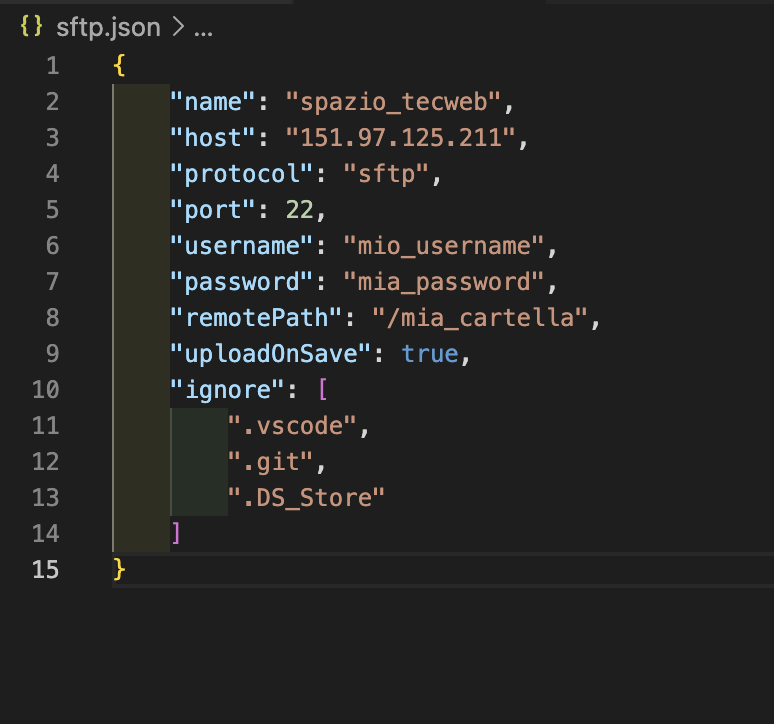 {} sftp.json > ...
1 {
2 "name": "spazio_tecweb",
3 "host": "151.97.125.211",
4 "protocol": "sftp",
5 "port": 22,
6 "username": "mio_username",
7 "password": "mia_password",
8 "remotePath": "/mia_cartella",
9 "uploadOnSave": true,
10 "ignore": [
11 ".vscode",
12 ".git",
13 ".DS_Store"
14 ]
15 }